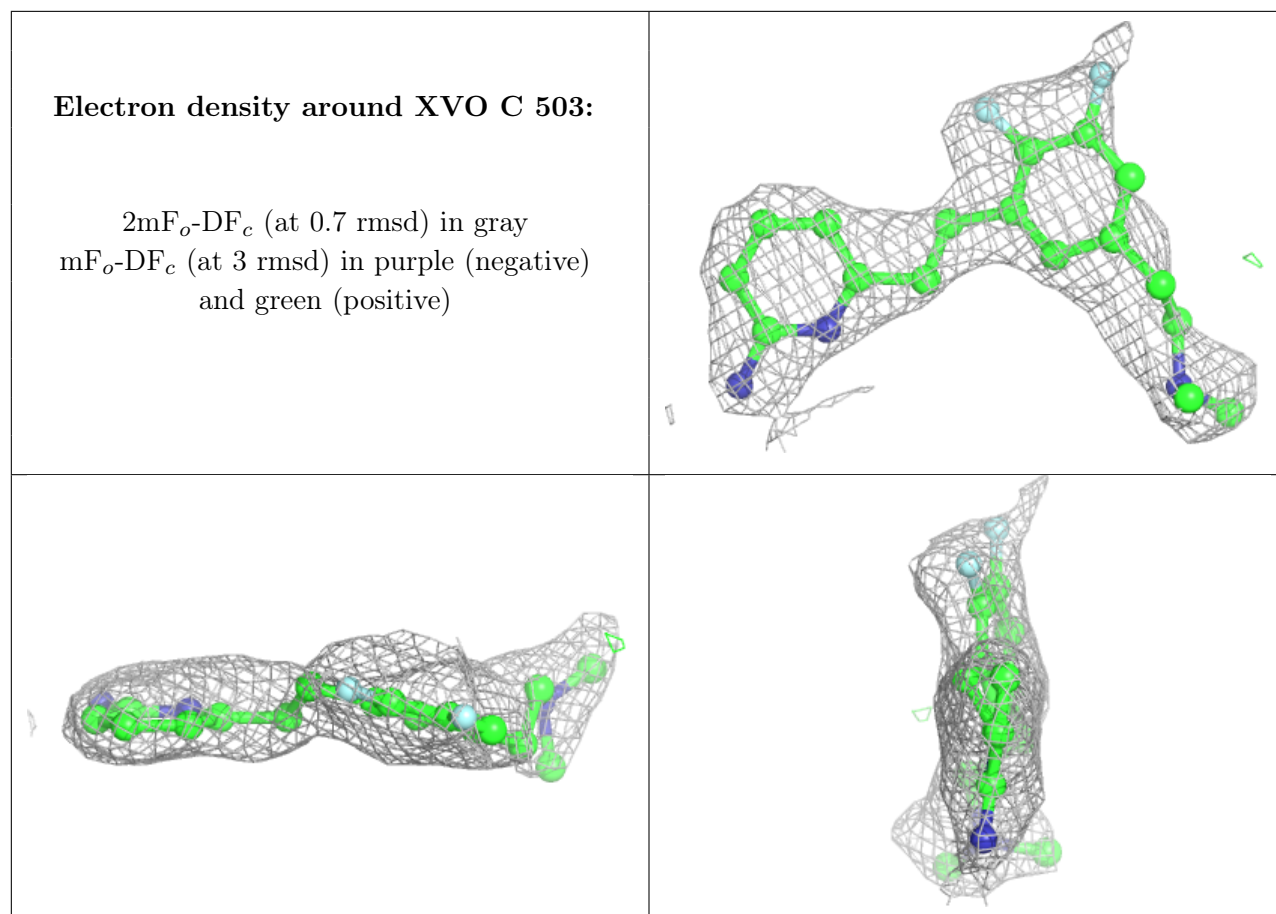 Electron density around XVO C 503:
2mFo-DFc (at 0.7 rmsd) in gray
mFo-DFc (at 3 rmsd) in purple (negative)
and green (positive)